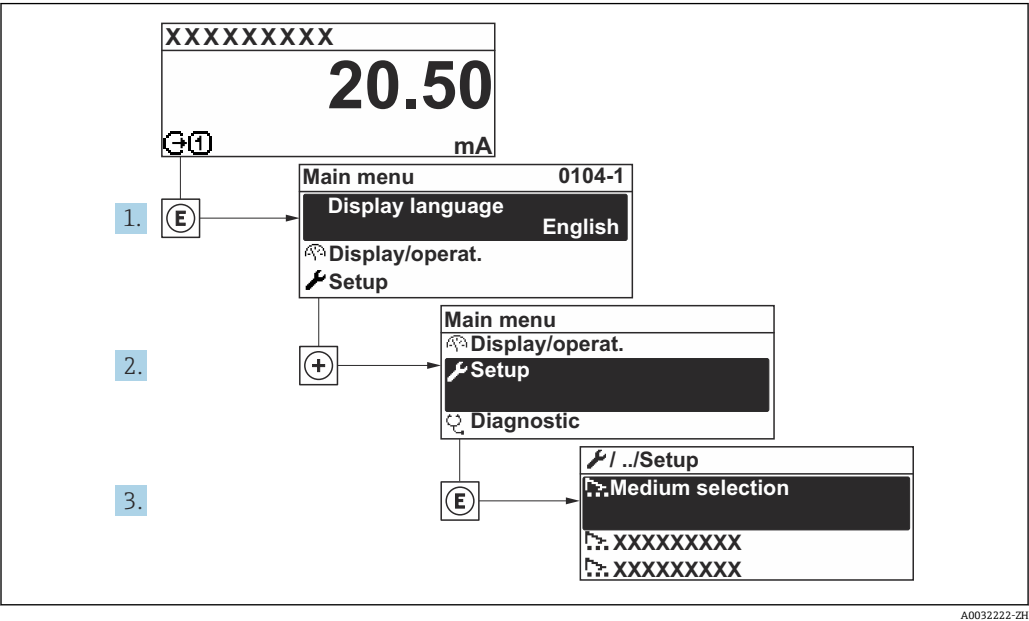 XXXXXXXXX
20.50
1
mA
Main menu 0104-1
1. E Display language
English
Display/operat.
Setup
Main menu
Display/operat.
2. + Setup
Diagnostic
/ ../Setup
3. E Medium selection
XXXXXXXXX
XXXXXXXXX
A0032222-ZH